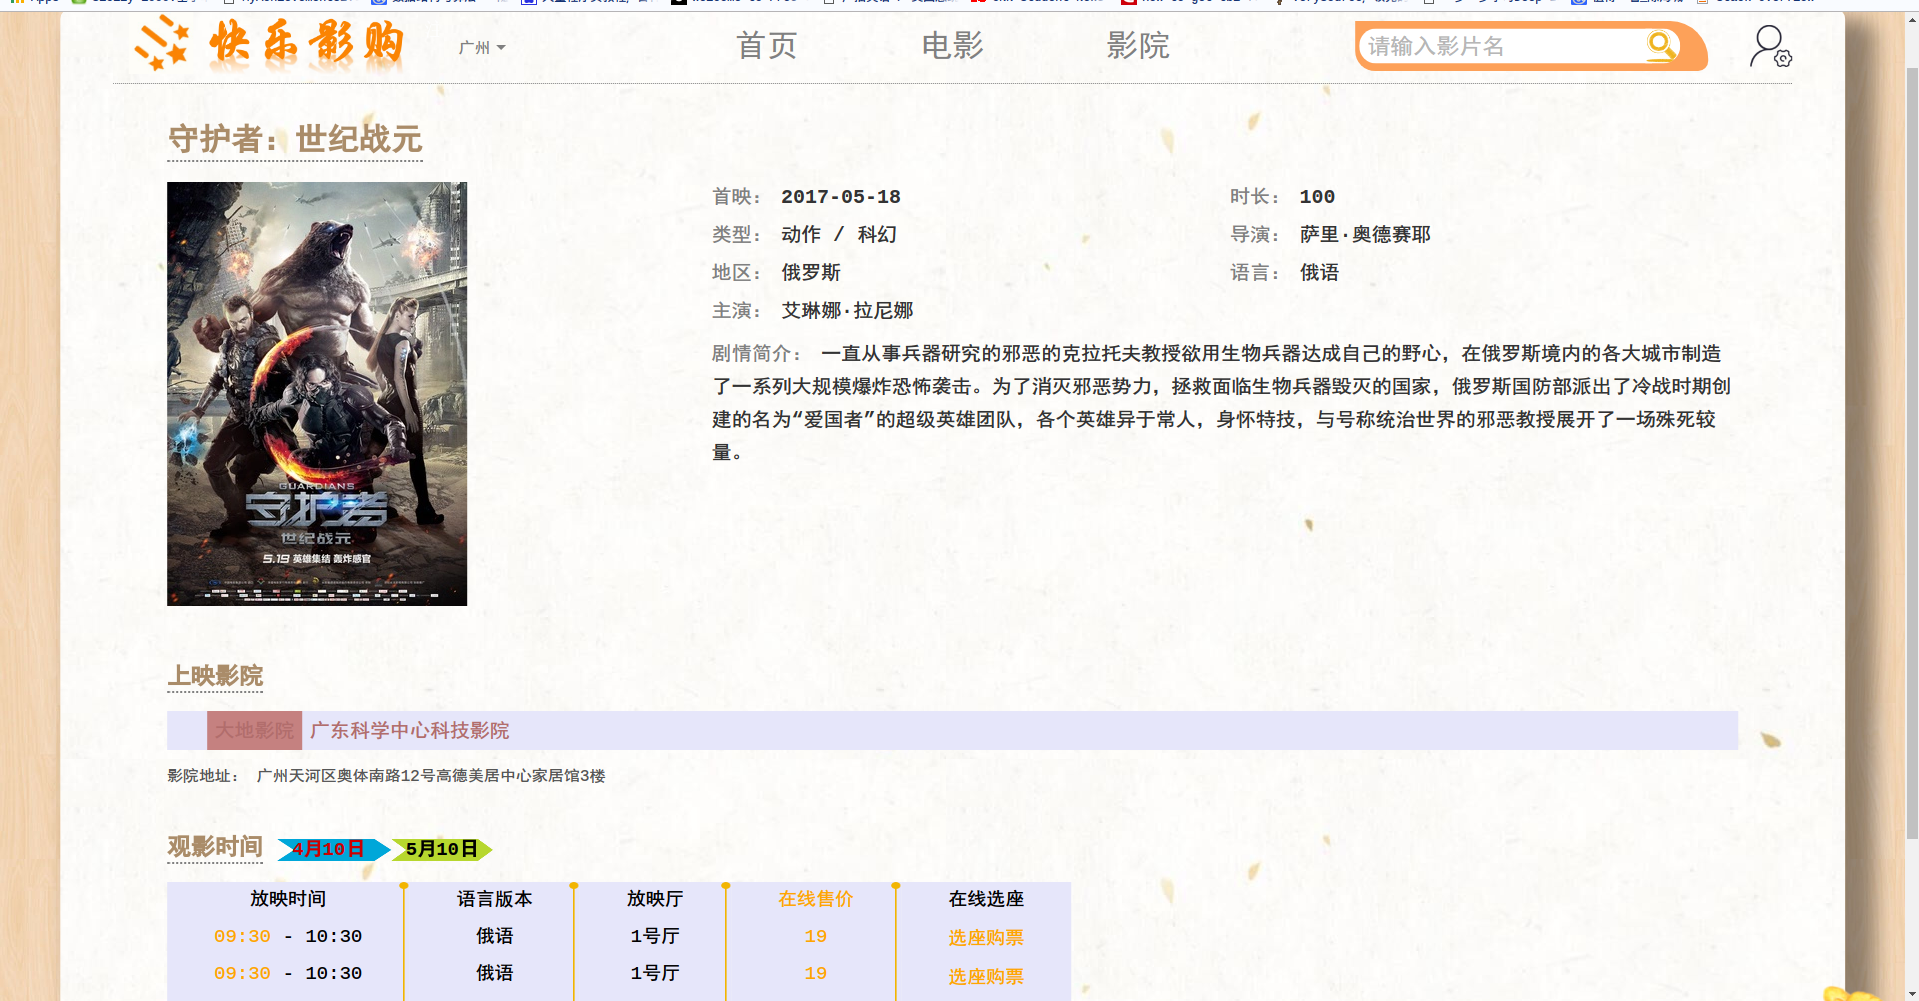 快乐影购
广州
首页
电影
影院
请输入影片名
守护者：世纪战元
首映： 2017-05-18
时长： 100
类型： 动作 / 科幻
导演： 萨里·奥德赛耶
地区： 俄罗斯
语言： 俄语
主演： 艾琳娜·拉尼娜
剧情简介： 一直从事兵器研究的邪恶的克拉托夫教授欲用生物兵器达成自己的野心，在俄罗斯境内的各大城市制造
了一系列大规模爆炸恐怖袭击。为了消灭邪恶势力，拯救面临生物兵器毁灭的国家，俄罗斯国防部派出了冷战时期创
建的名为“爱国者”的超级英雄团队，各个英雄异于常人，身怀特技，与号称统治世界的邪恶教授展开了一场殊死较
量。
GUARDIANS
守护者
世纪战元
5.19 英雄集结 轰炸感官
上映影院
大地影院 广东科学中心科技影院
影院地址： 广州天河区奥体南路12号高德美居中心家居馆3楼
观影时间 4月10日 5月10日
放映时间 语言版本 放映厅 在线售价 在线选座
09:30 - 10:30 俄语 1号厅 19 选座购票
09:30 - 10:30 俄语 1号厅 19 选座购票